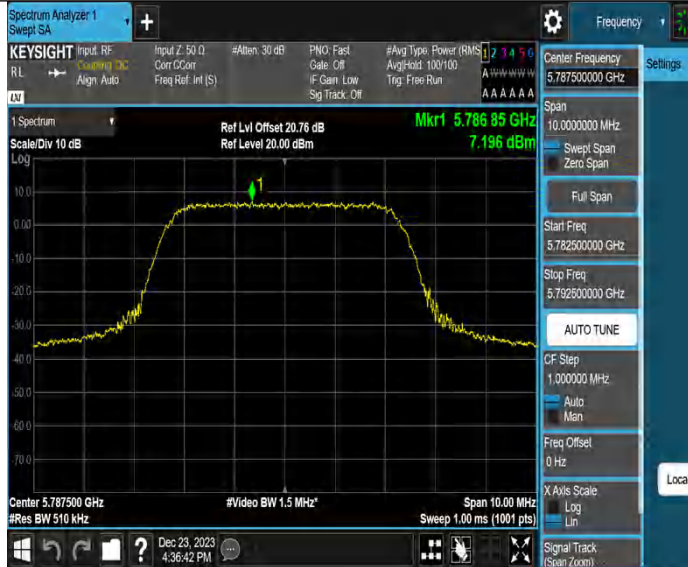 Spectrum Analyzer 1
Swept SA
+
Frequency
KEYSIGHT
Input: RF
Input Z: 50 Ω
#Atten: 30 dB
PNO: Fast
#Avg Type: Power (RMS
1 2 3 4 5 6
RL
Coupling: DC
Corr CCorr
Gate: Off
Avg|Hold: 100/100
A W W W W W
Align: Auto
Freq Ref: Int (S)
IF Gain: Low
Trig: Free Run
Sig Track: Off
A A A A A A
LXI
Center Frequency
5.787500000 GHz
Settings
Span
10.0000000 MHz
Swept Span
Zero Span
Full Span
Start Freq
5.782500000 GHz
Stop Freq
5.792500000 GHz
AUTO TUNE
CF Step
1.000000 MHz
Auto
Man
Freq Offset
0 Hz
X Axis Scale
Log
Lin
Signal Track
(Span Zoom)
Loca
1 Spectrum
Ref Lvl Offset 20.76 dB
Mkr1 5.786 85 GHz
Scale/Div 10 dB
Ref Level 20.00 dBm
7.196 dBm
Log
1
10.0
0.00
-10.0
-20.0
-30.0
-40.0
-50.0
-60.0
-70.0
Center 5.787500 GHz
#Video BW 1.5 MHz*
Span 10.00 MHz
#Res BW 510 kHz
Sweep 1.00 ms (1001 pts)
?
Dec 23, 2023
4:36:42 PM